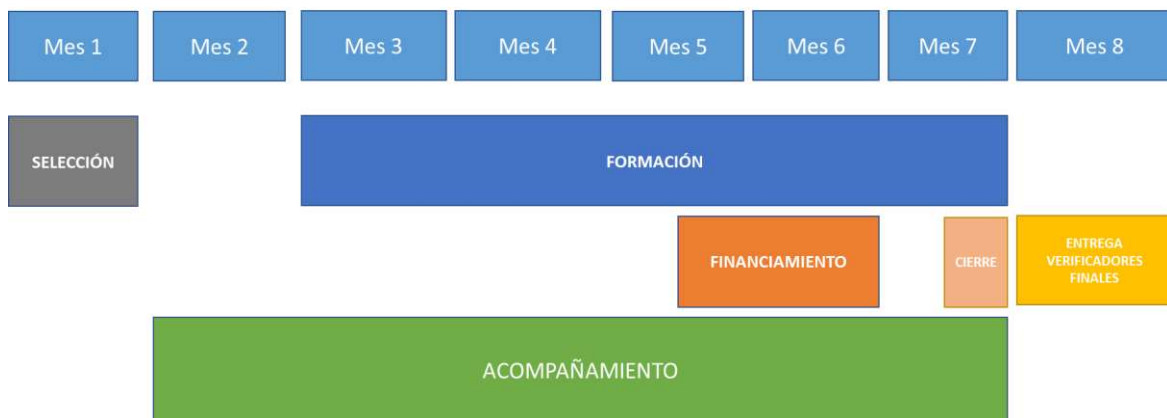 Mes 1
Mes 2
Mes 3
Mes 4
Mes 5
Mes 6
Mes 7
Mes 8
SELECCIÓN
FORMACIÓN
FINANCIAMIENTO
CIERRE
ENTREGA
VERIFICADORES
FINALES
ACOMPAÑAMIENTO